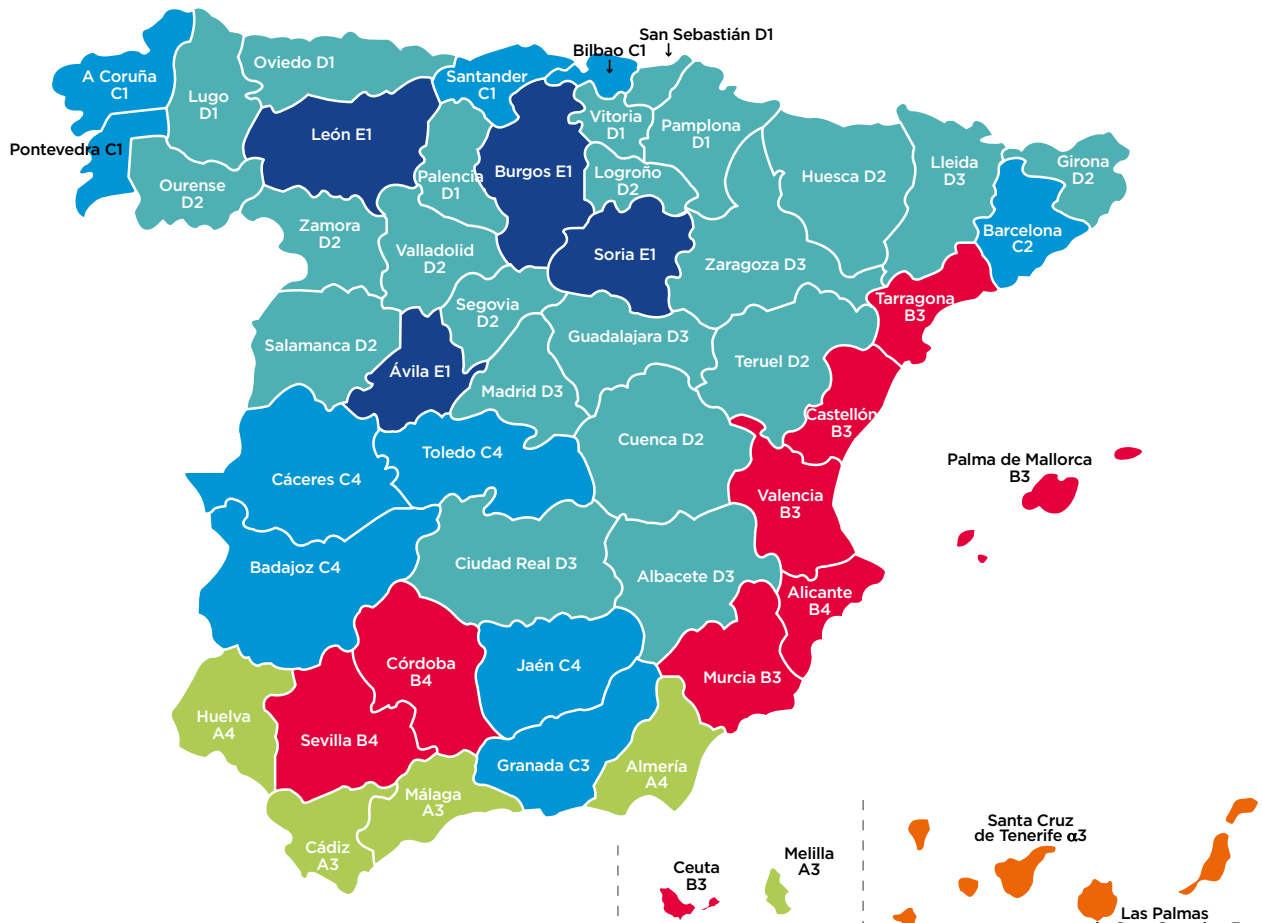 San Sebastián D1
Bilbao C1
Oviedo D1
A Coruña
C1
Santander
C1
Lugo
D1
Vitoria
D1
Pamplona
D1
León E1
Pontevedra C1
Palencia
D1
Burgos E1
Logroño
D2
Huesca D2
Lleida
D3
Girona
D2
Ourense
D2
Zamora
D2
Valladolid
D2
Soria E1
Zaragoza D3
Barcelona
C2
Tarragona
B3
Segovia
D2
Salamanca D2
Guadalajara D3
Teruel D2
Ávila E1
Madrid D3
Castellón
B3
Cuenca D2
Toledo C4
Cáceres C4
Palma de Mallorca
B3
Valencia
B3
Badajoz C4
Ciudad Real D3
Albacete D3
Alicante
B4
Córdoba
B4
Jaén C4
Murcia B3
Huelva
A4
Sevilla B4
Granada C3
Almería
A4
Málaga
A3
Cádiz
A3
Ceuta
B3
Melilla
A3
Santa Cruz
de Tenerife α3
Las Palmas